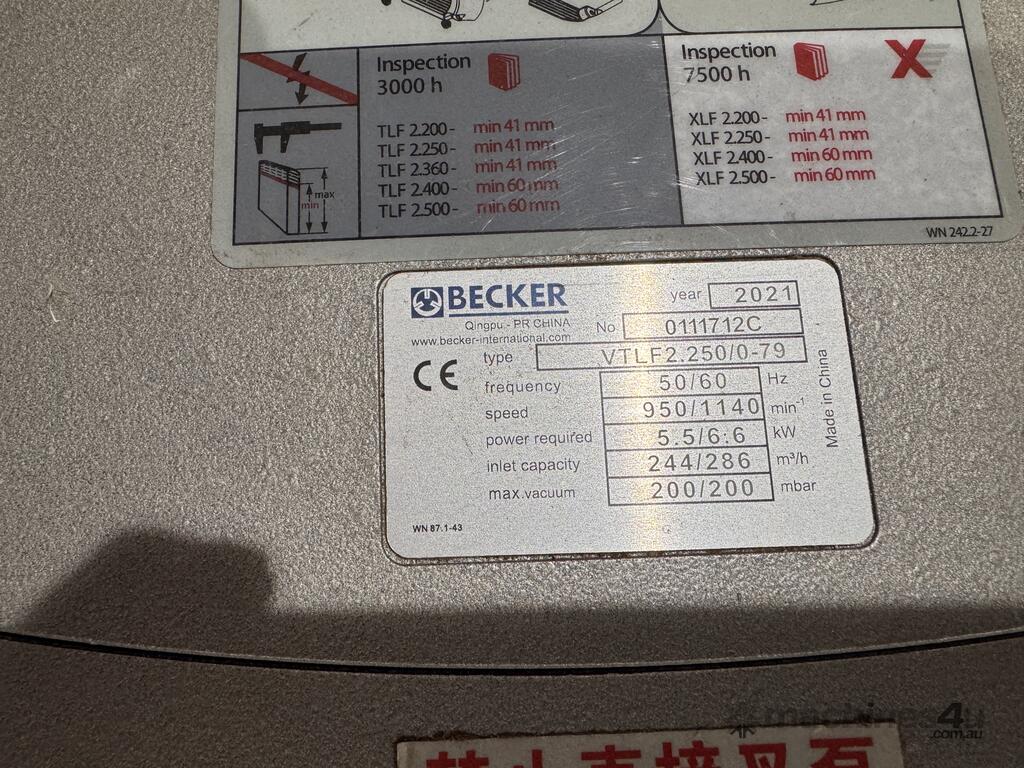 Inspection
3000 h
TLF 2.200 - min 41 mm
TLF 2.250 - min 41 mm
TLF 2.360 - min 41 mm
TLF 2.400 - min 60 mm
TLF 2.500 - min 60 mm
max
min
Inspection
7500 h
X
XLF 2.200 - min 41 mm
XLF 2.250 - min 41 mm
XLF 2.400 - min 60 mm
XLF 2.500 - min 60 mm
WN 242.2-27
BECKER
Qingpu - PR CHINA
www.becker-international.com
CE
year 2021
No 0111712C
type VTLF2.250/0-79
frequency 50/60 Hz
speed 950/1140 min-1
power required 5.5/6.6 kW
inlet capacity 244/286 m³/h
max.vacuum 200/200 mbar
Made in China
WN 87.1-43
machines4u
.com.au